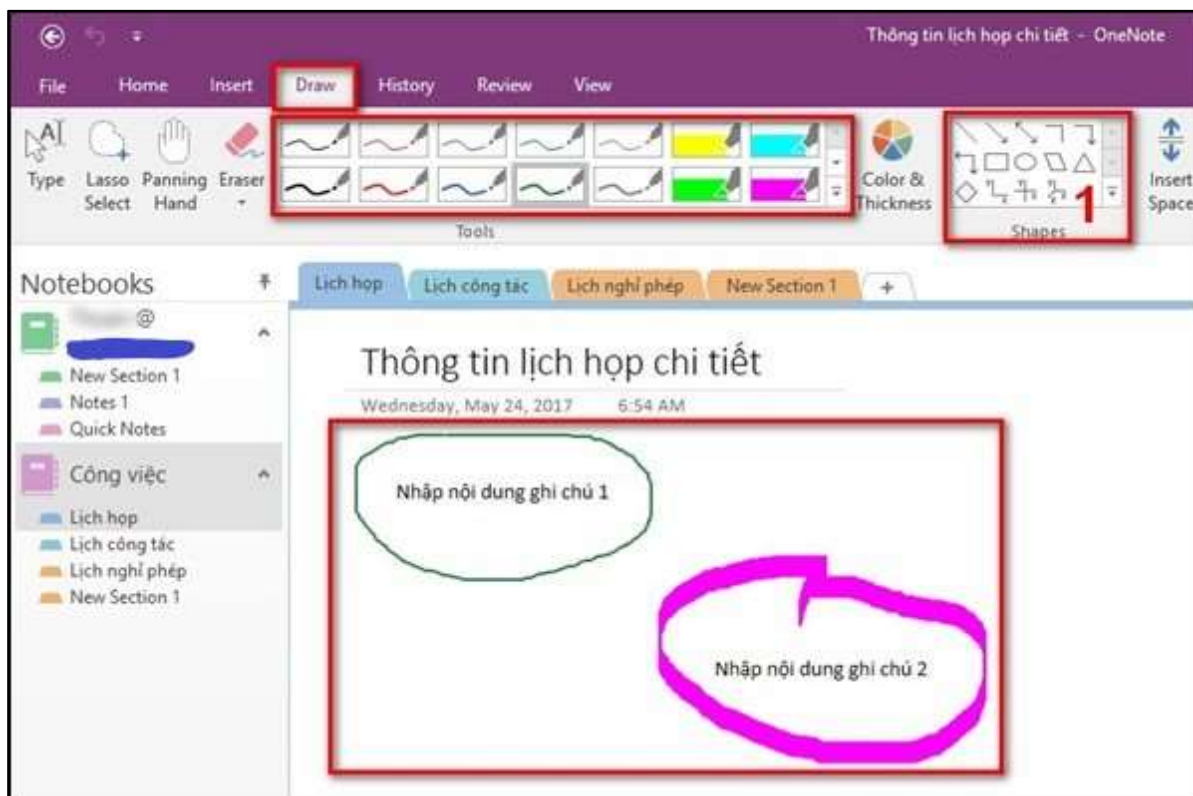 Thông tin lịch họp chi tiết - OneNote
File Home Insert Draw History Review View
Type Lasso Select Panning Hand Eraser Color & Thickness 1 Insert Space
Tools Shapes
Notebooks
@
New Section 1
Notes 1
Quick Notes
Công việc
Lịch họp
Lịch công tác
Lịch nghỉ phép
New Section 1
Lịch họp Lịch công tác Lịch nghỉ phép New Section 1 +
Thông tin lịch họp chi tiết
Wednesday, May 24, 2017 6:54 AM
Nhập nội dung ghi chú 1
Nhập nội dung ghi chú 2